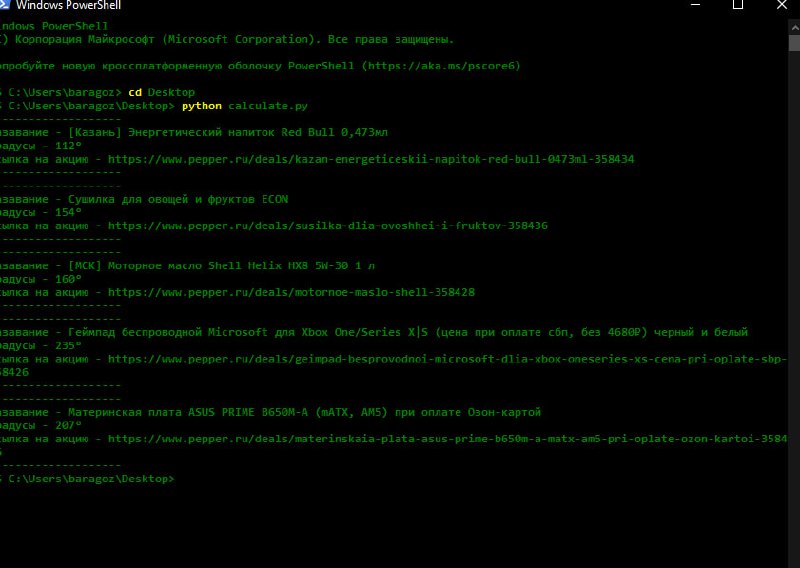 Windows PowerShell
indows PowerShell
) Корпорация Майкрософт (Microsoft Corporation). Все права защищены.
опробуйте новую кроссплатформенную оболочку PowerShell (https://aka.ms/pscore6)
S C:\Users\baragoz> cd Desktop
S C:\Users\baragoz\Desktop> python calculate.py
-------------------
азавание - [Казань] Энергетический напиток Red Bull 0,473мл
радусы - 112°
сылка на акцию - https://www.pepper.ru/deals/kazan-energeticeskii-napitok-red-bull-0473ml-358434
-------------------
-------------------
азавание - Сушилка для овощей и фруктов ECON
радусы - 154°
сылка на акцию - https://www.pepper.ru/deals/susilka-dlia-ovoshhei-i-fruktov-358436
-------------------
-------------------
азавание - [МСК] Моторное масло Shell Helix HX8 5W-30 1 л
радусы - 160°
сылка на акцию - https://www.pepper.ru/deals/motornoe-maslo-shell-358428
-------------------
-------------------
азавание - Геймпад беспроводной Microsoft для Xbox One/Series X|S (цена при оплате сбп, без 4680₽) черный и белый
радусы - 235°
сылка на акцию - https://www.pepper.ru/deals/geimpad-besprovodnoi-microsoft-dlia-xbox-oneseries-xs-cena-pri-oplate-sbp-
58426
-------------------
-------------------
азавание - Материнская плата ASUS PRIME B650M-A (mATX, AM5) при оплате Озон-картой
радусы - 207°
сылка на акцию - https://www.pepper.ru/deals/materinskaia-plata-asus-prime-b650m-a-matx-am5-pri-oplate-ozon-kartoi-3584
-------------------
S C:\Users\baragoz\Desktop>